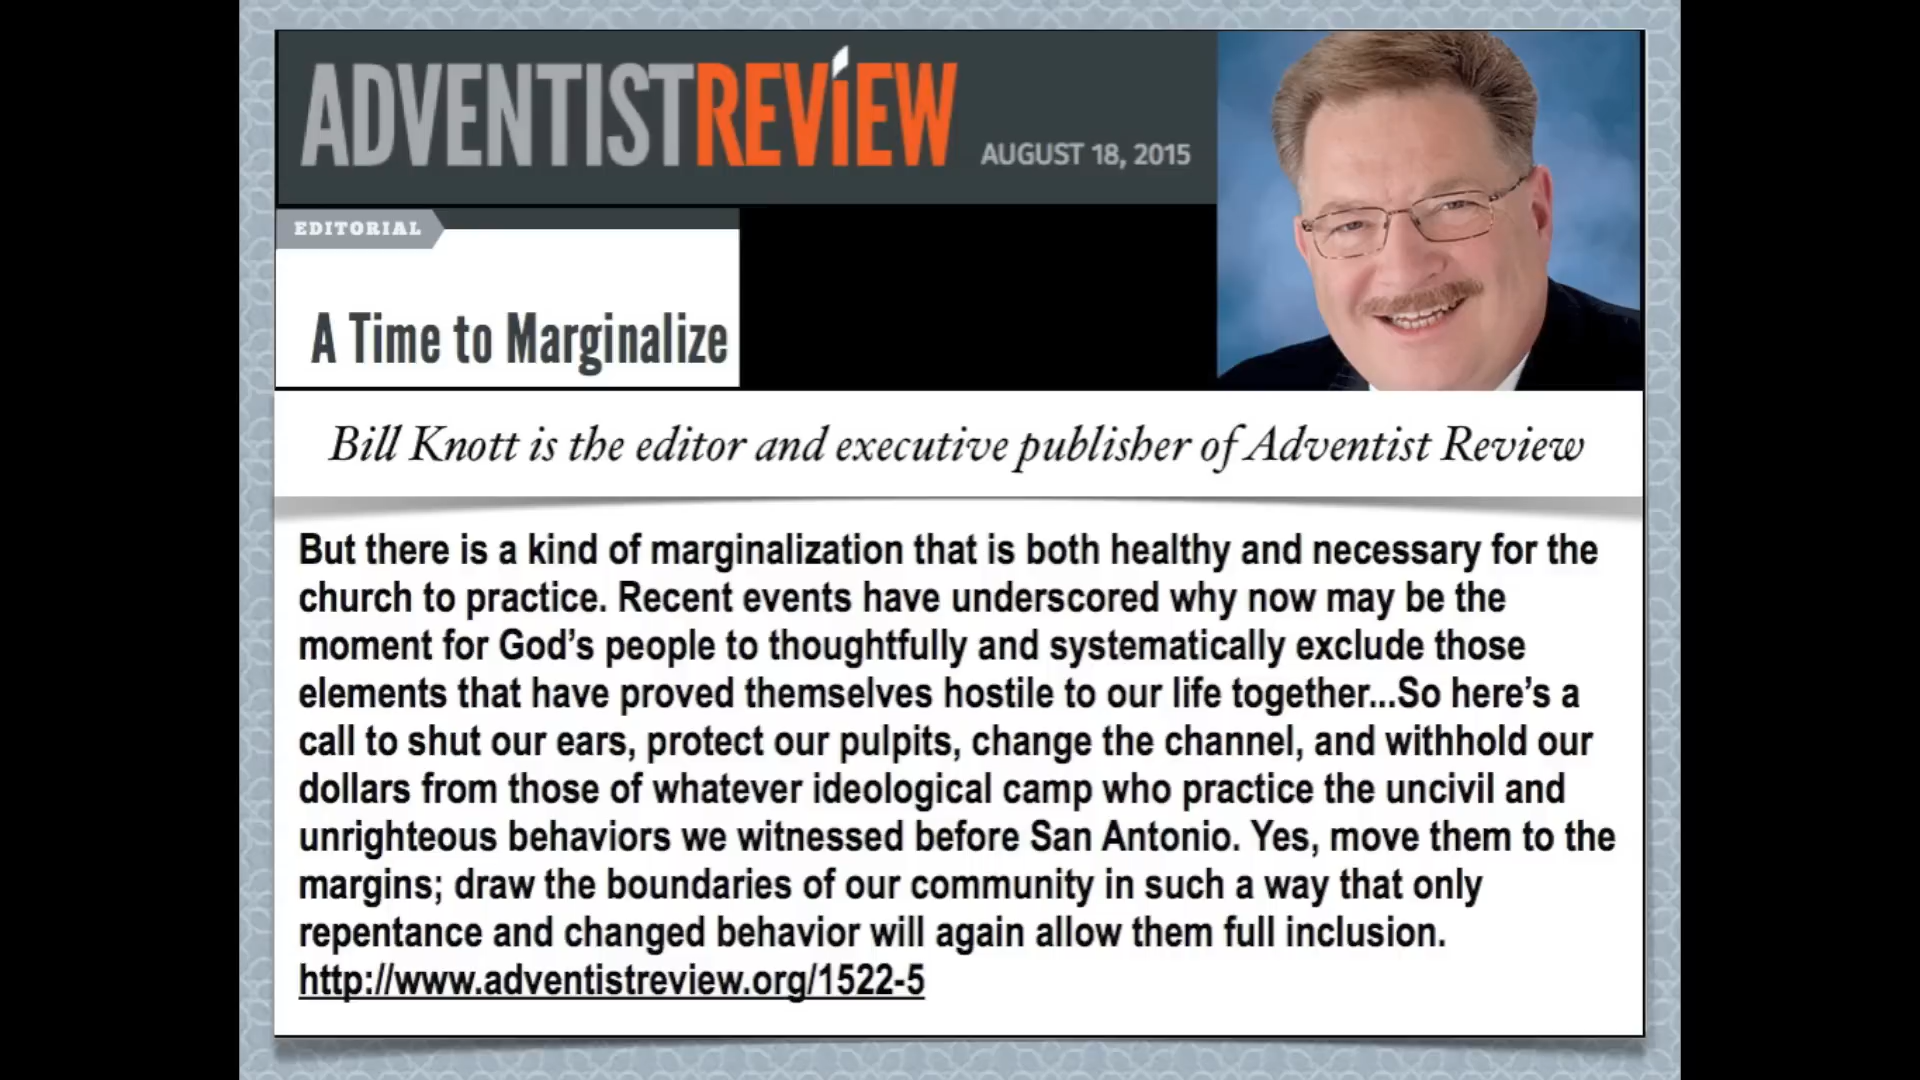 ADVENTISTREVIEW AUGUST 18, 2015
EDITORIAL
A Time to Marginalize
Bill Knott is the editor and executive publisher of Adventist Review
But there is a kind of marginalization that is both healthy and necessary for the
church to practice. Recent events have underscored why now may be the
moment for God’s people to thoughtfully and systematically exclude those
elements that have proved themselves hostile to our life together...So here’s a
call to shut our ears, protect our pulpits, change the channel, and withhold our
dollars from those of whatever ideological camp who practice the uncivil and
unrighteous behaviors we witnessed before San Antonio. Yes, move them to the
margins; draw the boundaries of our community in such a way that only
repentance and changed behavior will again allow them full inclusion.
http://www.adventistreview.org/1522-5